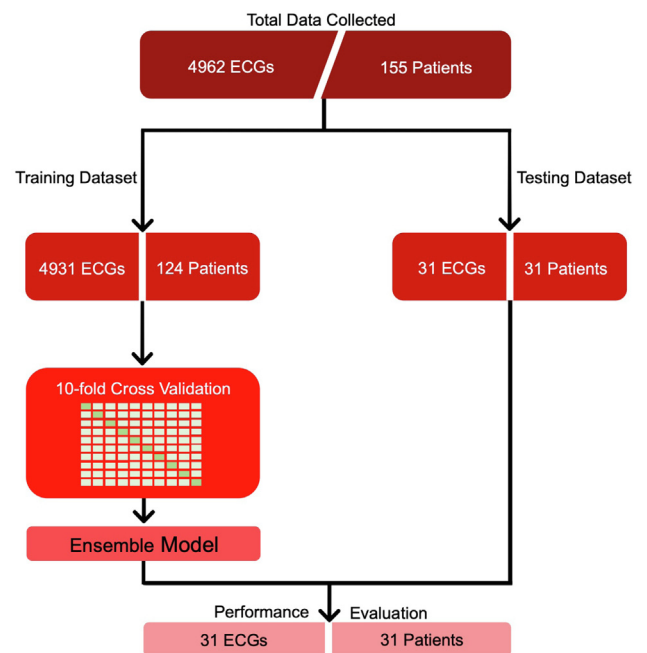 Total Data Collected
4962 ECGs 155 Patients
Training Dataset Testing Dataset
4931 ECGs 124 Patients 31 ECGs 31 Patients
10-fold Cross Validation
Ensemble Model
Performance Evaluation
31 ECGs 31 Patients